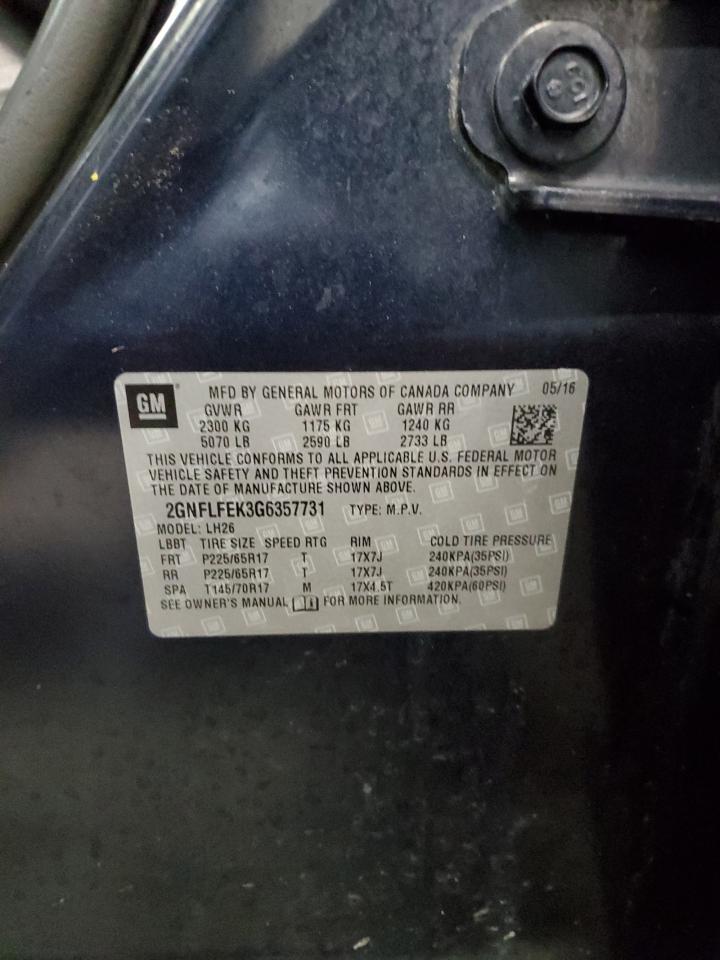 GM
MFD BY GENERAL MOTORS OF CANADA COMPANY 05/16
GVWR GAWR FRT GAWR RR
2300 KG 1175 KG 1240 KG
5070 LB 2590 LB 2733 LB
THIS VEHICLE CONFORMS TO ALL APPLICABLE U.S. FEDERAL MOTOR
VEHICLE SAFETY AND THEFT PREVENTION STANDARDS IN EFFECT ON
THE DATE OF MANUFACTURE SHOWN ABOVE.
2GNFLFEK3G6357731 TYPE: M.P.V.
MODEL: LH26
LBBT TIRE SIZE SPEED RTG RIM COLD TIRE PRESSURE
FRT P225/65R17 T 17X7J 240KPA(35PSI)
RR P225/65R17 T 17X7J 240KPA(35PSI)
SPA T145/70R17 M 17X4.5T 420KPA(60PSI)
SEE OWNER'S MANUAL FOR MORE INFORMATION.